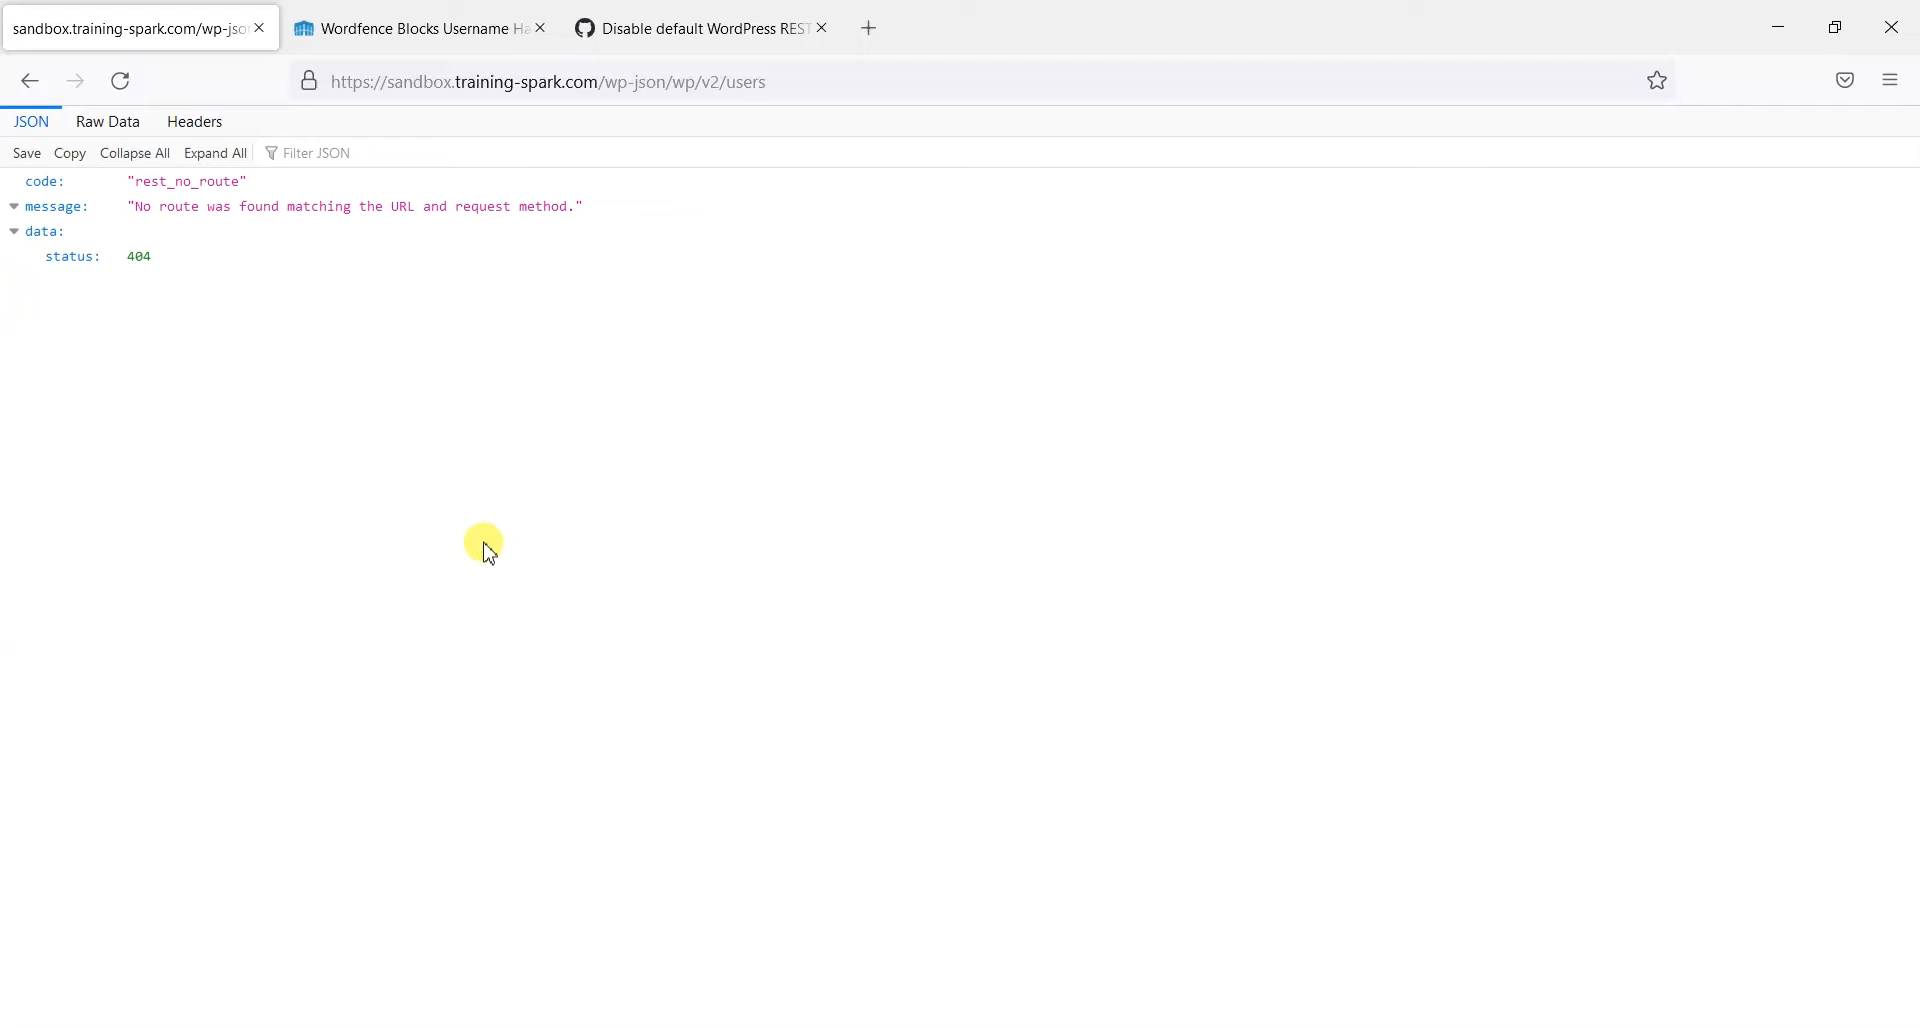 sandbox.training-spark.com/wp-jso
Wordfence Blocks Username Ha
Disable default WordPress REST
https://sandbox.training-spark.com/wp-json/wp/v2/users
JSON Raw Data Headers
Save Copy Collapse All Expand All Filter JSON
code: "rest_no_route"
message: "No route was found matching the URL and request method."
data:
status: 404